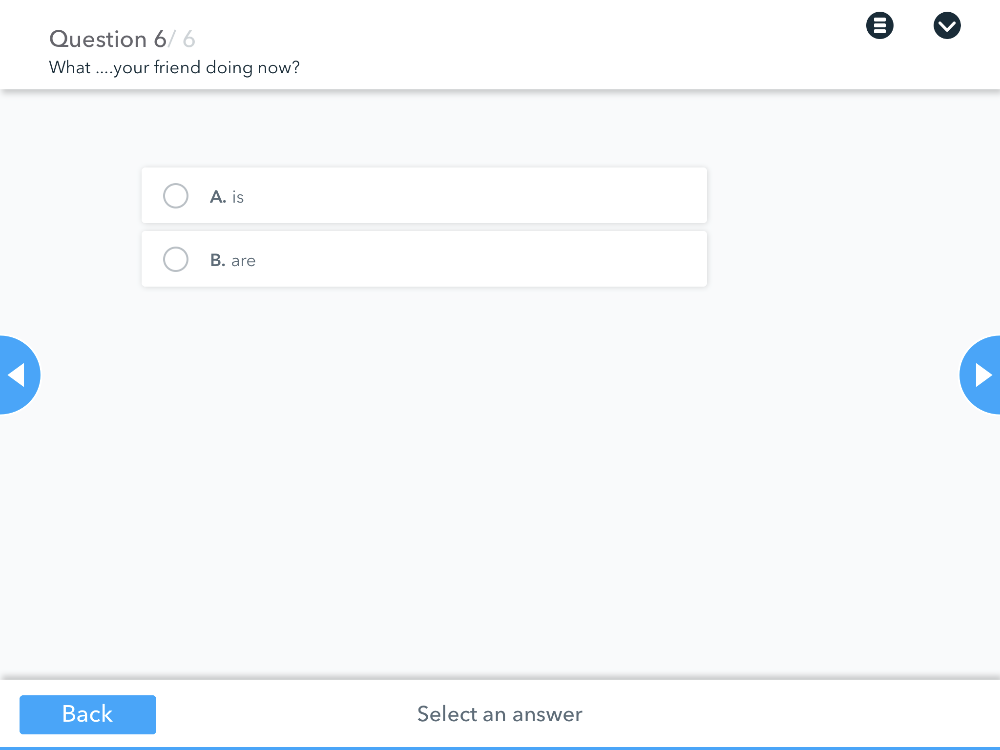 Question 6/ 6
What ....your friend doing now?
A. is
B. are
Back
Select an answer